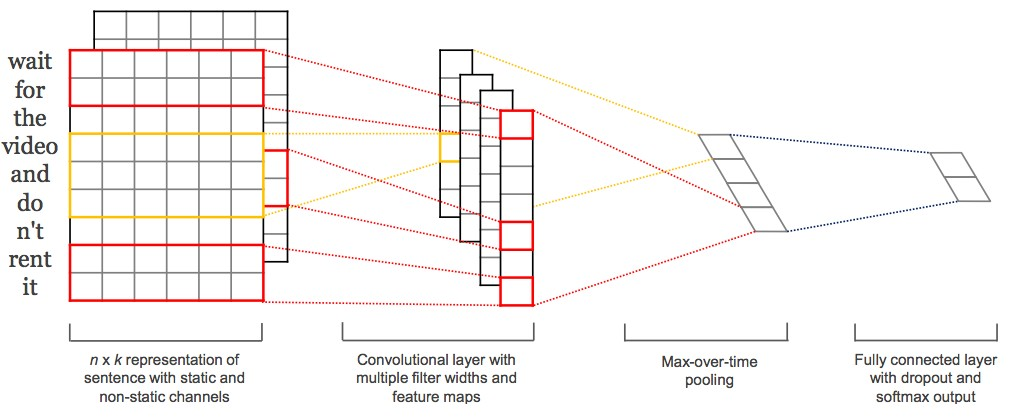 wait
for
the
video
and
do
n't
rent
it
n x k representation of
sentence with static and
non-static channels
Convolutional layer with
multiple filter widths and
feature maps
Max-over-time
pooling
Fully connected layer
with dropout and
softmax output